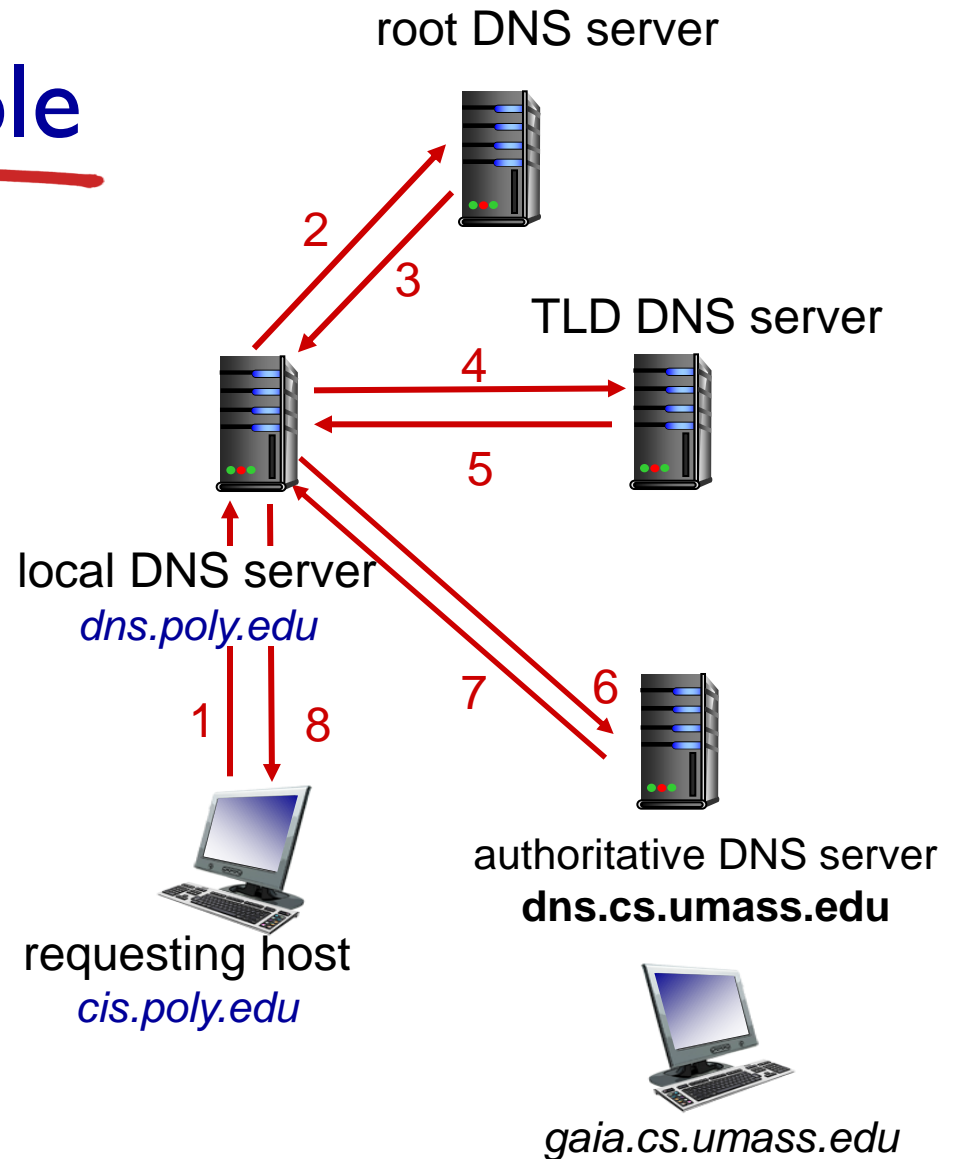 root DNS server
ple
2
3
TLD DNS server
4
5
local DNS server
dns.poly.edu
1
8
7
6
authoritative DNS server
dns.cs.umass.edu
requesting host
cis.poly.edu
gaia.cs.umass.edu